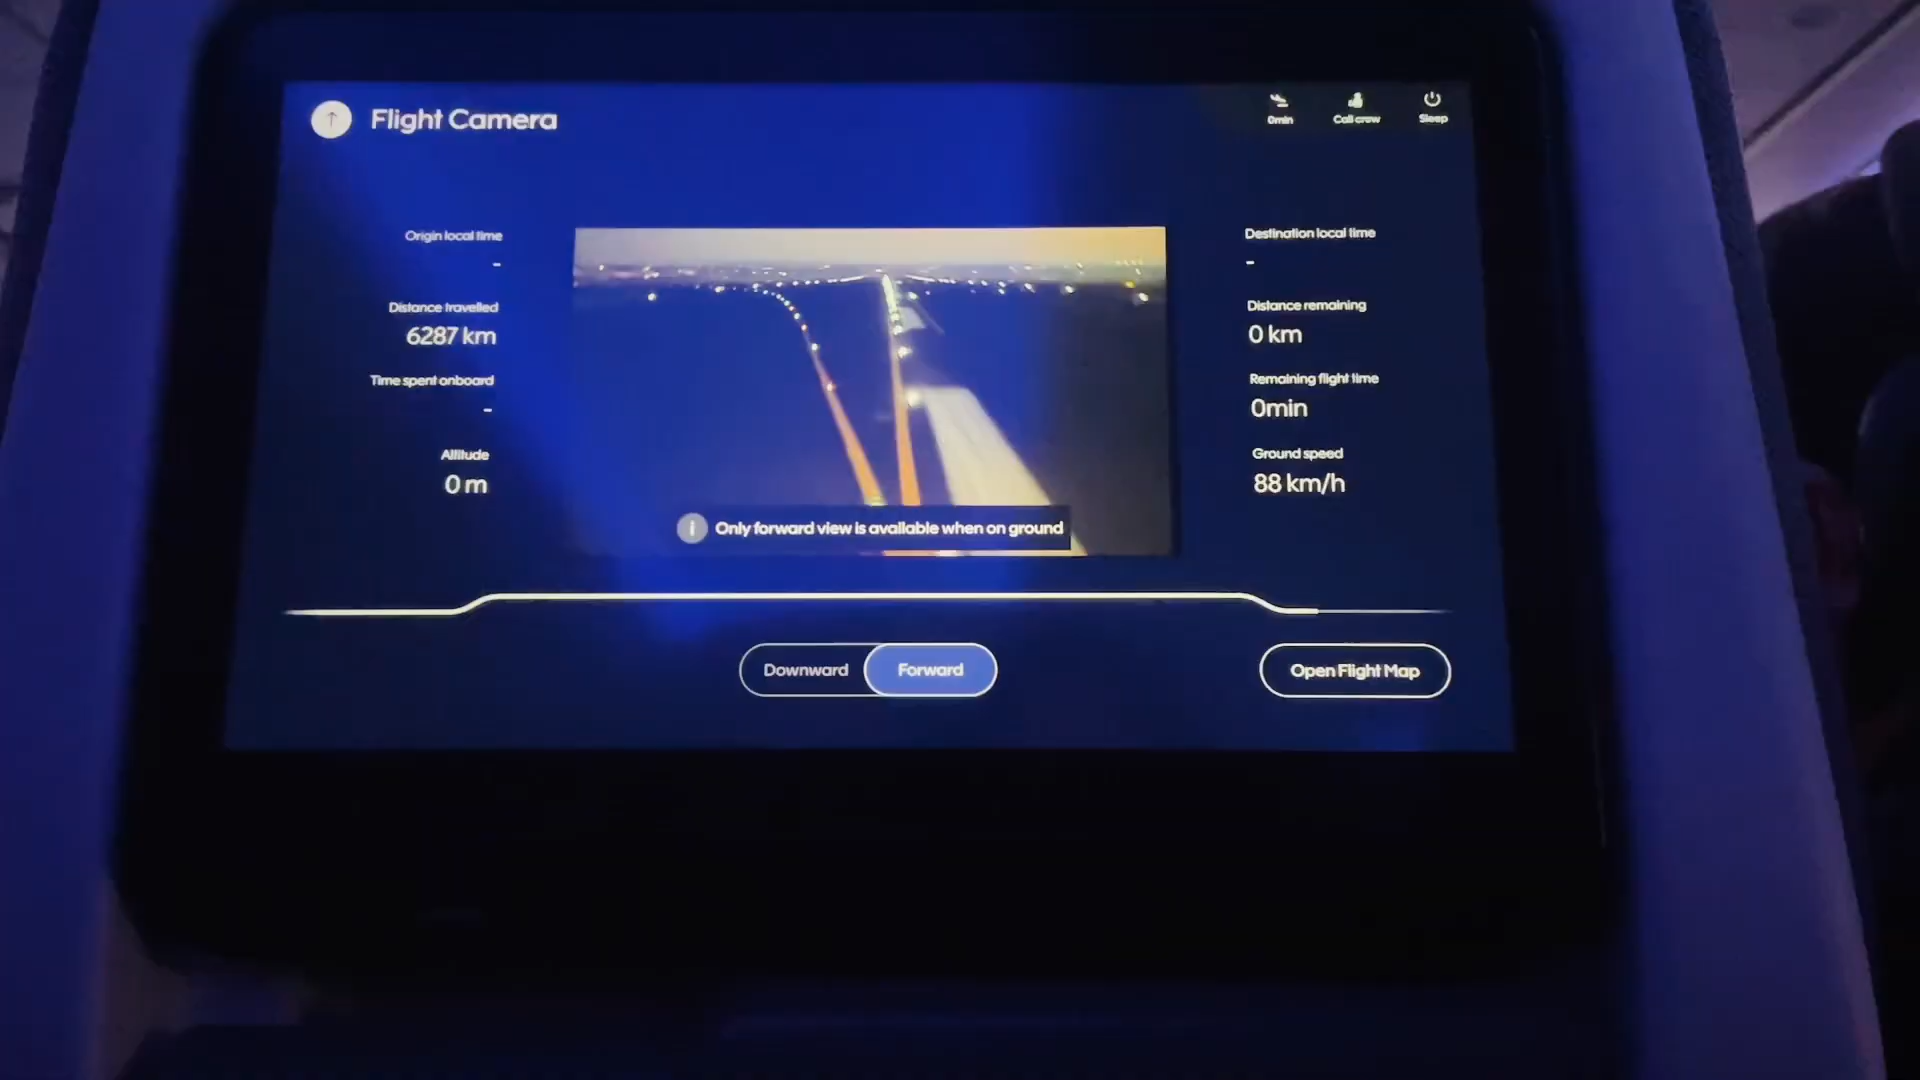 Flight Camera
0min
Call crew
Sleep
Origin local time
-
Distance travelled
6287 km
Time spent onboard
-
Altitude
0 m
Destination local time
-
Distance remaining
0 km
Remaining flight time
0min
Ground speed
88 km/h
Only forward view is available when on ground
Downward
Forward
Open Flight Map